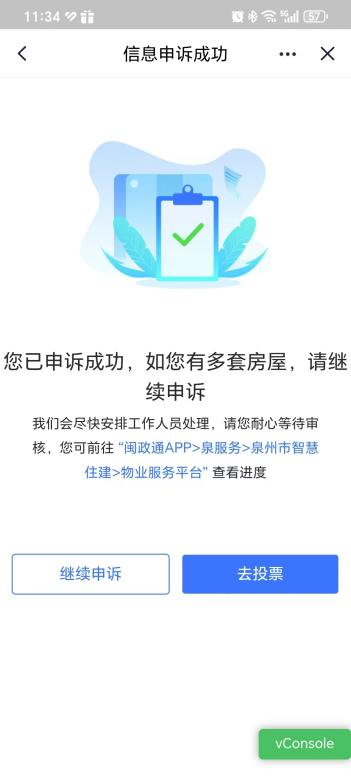 11:34
5G
57
信息申诉成功
您已申诉成功，如您有多套房屋，请继
续申诉
我们会尽快安排工作人员处理，请您耐心等待审
核，您可前往 “闽政通APP>泉服务>泉州市智慧
住建>物业服务平台” 查看进度
继续申诉
去投票
vConsole